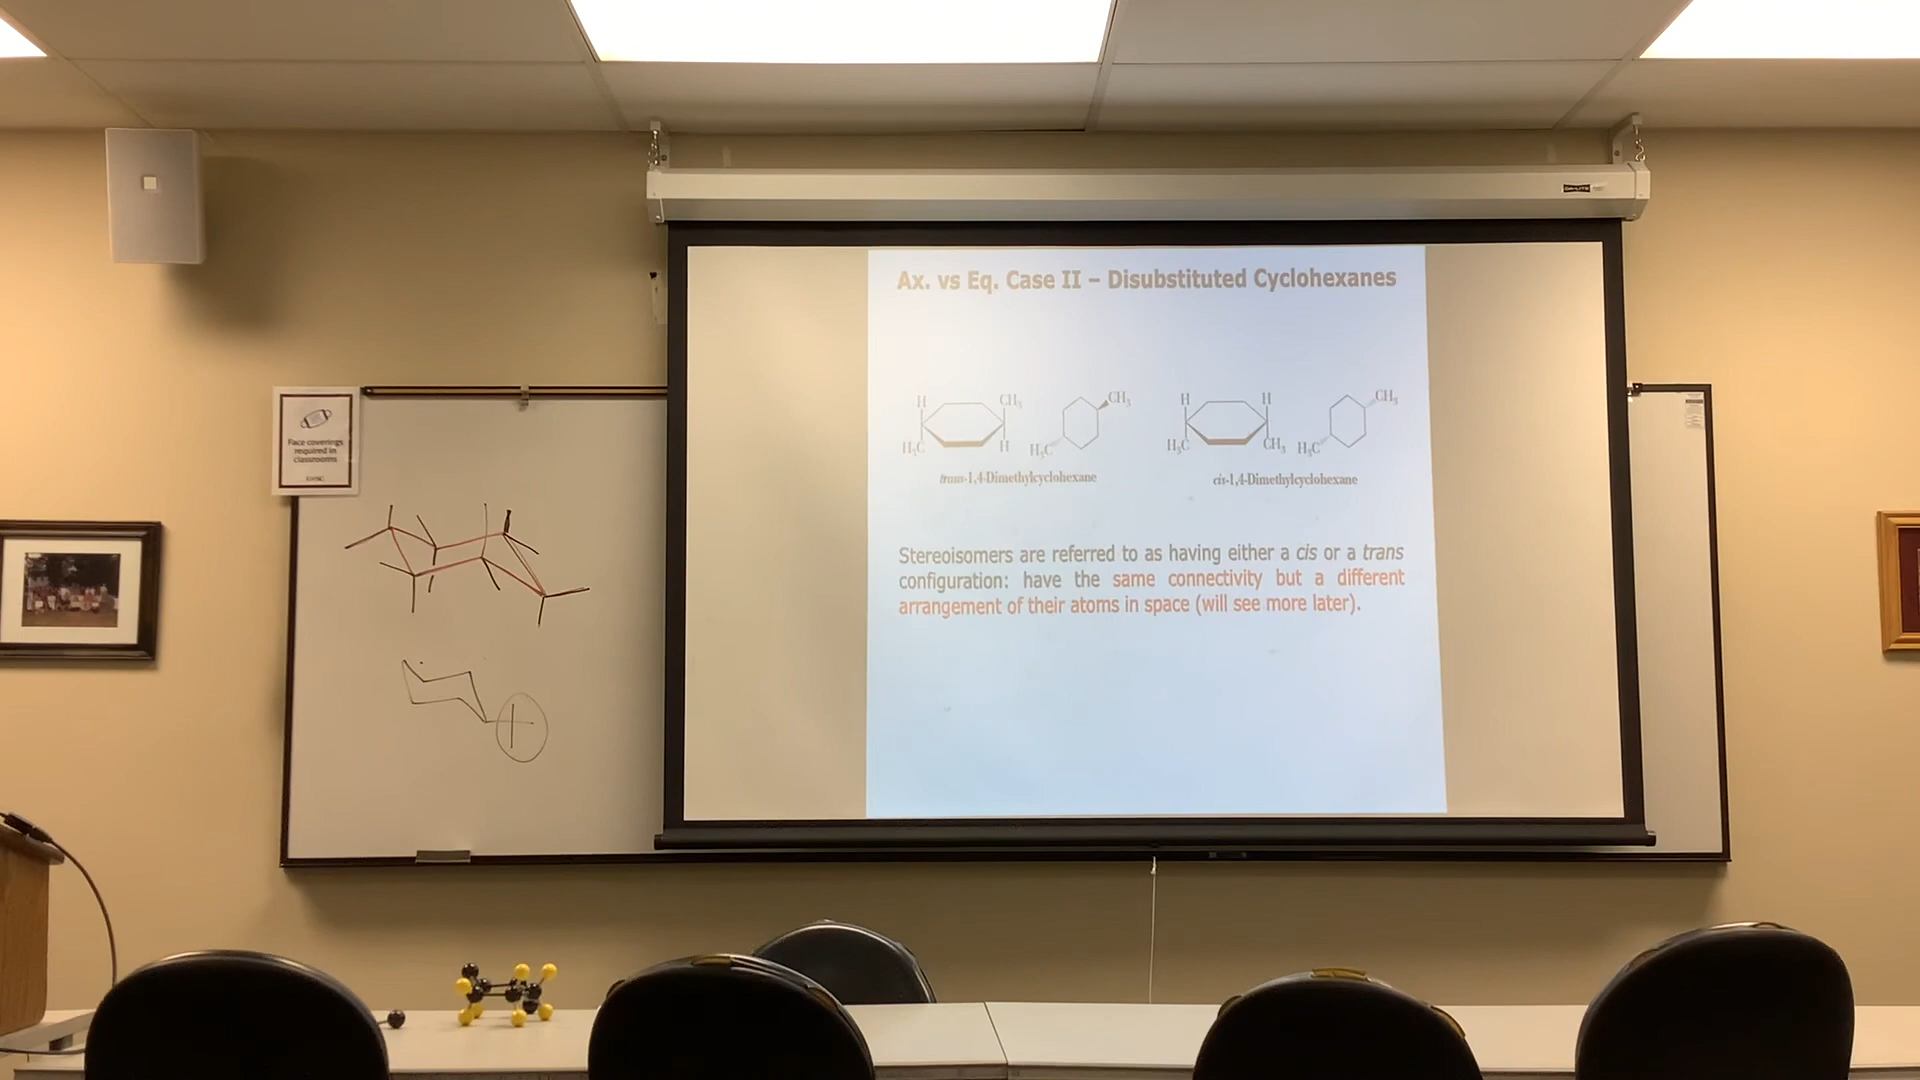 Ax. vs Eq. Case II – Disubstituted Cyclohexanes
H CH₃ CH₃ H H CH₃
H₃C H H₃C H₃C CH₃ H₃C
trans-1,4-Dimethylcyclohexane cis-1,4-Dimethylcyclohexane
Stereoisomers are referred to as having either a cis or a trans
configuration: have the same connectivity but a different
arrangement of their atoms in space (will see more later).
Face coverings
required in
classrooms